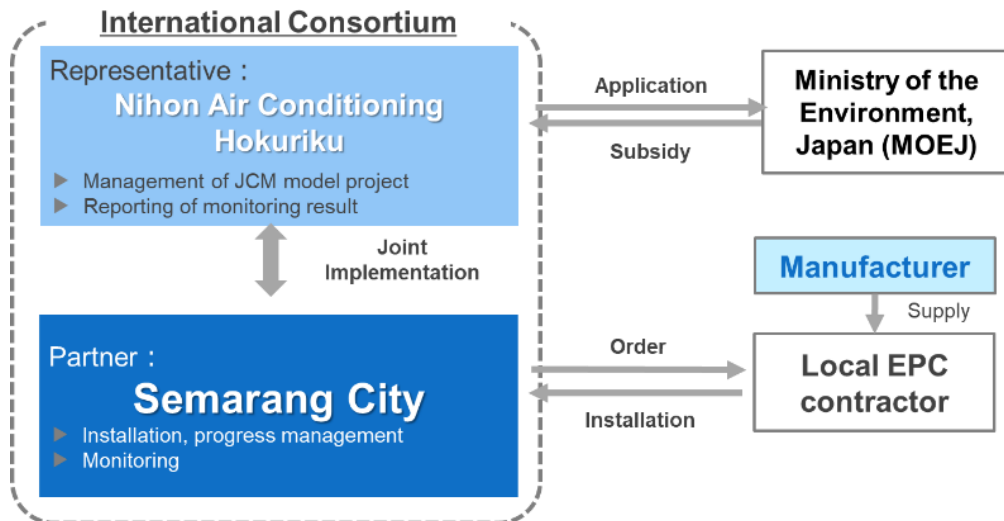 International Consortium
Representative :
Nihon Air Conditioning
Hokuriku
Management of JCM model project
Reporting of monitoring result
Application
Subsidy
Ministry of the
Environment,
Japan (MOEJ)
Joint
Implementation
Manufacturer
Supply
Partner :
Semarang City
Installation, progress management
Monitoring
Order
Installation
Local EPC
contractor